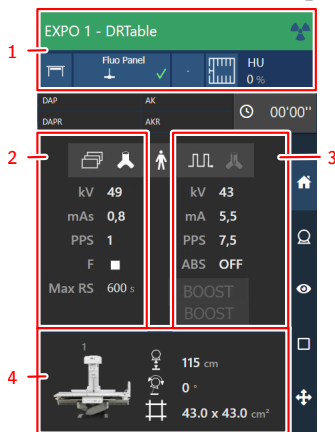 EXPO 1 - DRTable
1
Fluo Panel
-
HU
0 %
DAP
AK
00'00''
DAPR
AKR
2
3
kV 49
kV 43
mAs 0,8
mA 5,5
PPS 1
PPS 7,5
F
ABS OFF
Max RS 600 s
BOOST
BOOST
1
115 cm
4
0 °
43.0 x 43.0 cm²